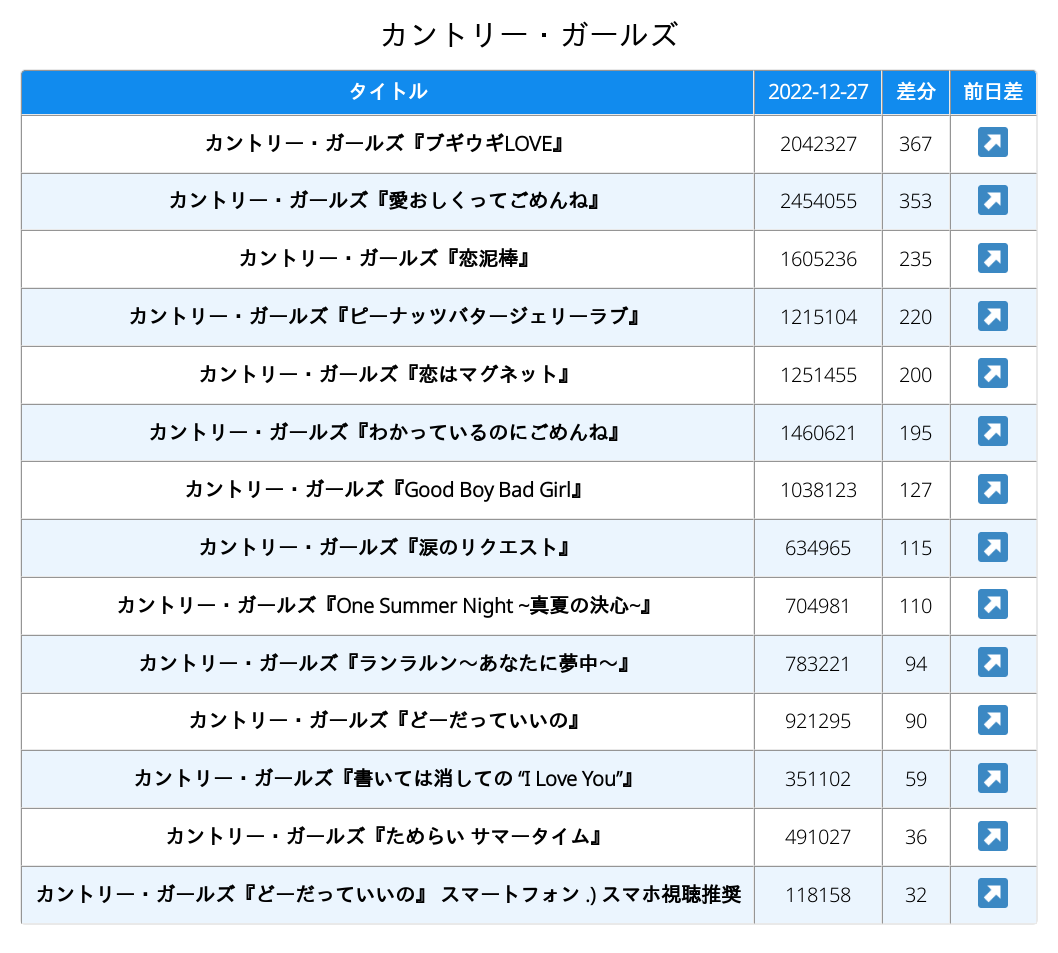 カントリー・ガールズ
タイトル 2022-12-27 差分 前日差
カントリー・ガールズ『ブギウギLOVE』 2042327 367
カントリー・ガールズ『愛おしくってごめんね』 2454055 353
カントリー・ガールズ『恋泥棒』 1605236 235
カントリー・ガールズ『ピーナッツバタージェリーラブ』 1215104 220
カントリー・ガールズ『恋はマグネット』 1251455 200
カントリー・ガールズ『わかっているのにごめんね』 1460621 195
カントリー・ガールズ『Good Boy Bad Girl』 1038123 127
カントリー・ガールズ『涙のリクエスト』 634965 115
カントリー・ガールズ『One Summer Night ~真夏の決心~』 704981 110
カントリー・ガールズ『ランラルン〜あなたに夢中〜』 783221 94
カントリー・ガールズ『どーだっていいの』 921295 90
カントリー・ガールズ『書いては消しての “I Love You”』 351102 59
カントリー・ガールズ『ためらい サマータイム』 491027 36
カントリー・ガールズ『どーだっていいの』 スマートフォン .) スマホ視聴推奨 118158 32